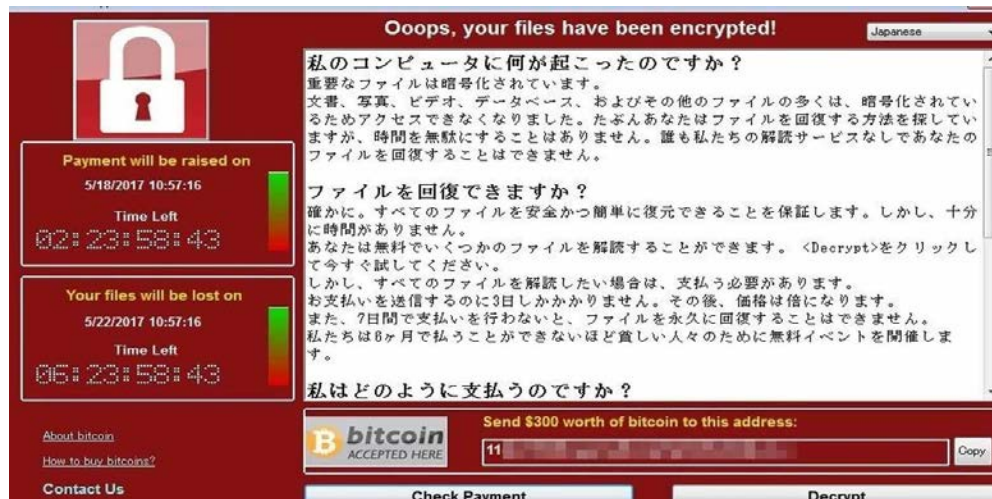 Ooops, your files have been encrypted!
Japanese
Payment will be raised on
5/18/2017 10:57:16
Time Left
02:23:58:43
Your files will be lost on
5/22/2017 10:57:16
Time Left
06:23:58:43
About bitcoin
How to buy bitcoins?
Contact Us
私のコンピュータに何が起こったのですか？
重要なファイルは暗号化されています。
文書、写真、ビデオ、データベース、およびその他のファイルの多くは、暗号化されてい
るためアクセスできなくなりました。たぶんあなたはファイルを回復する方法を探してい
ますが、時間を無駄にすることはありません。誰も私たちの解読サービスなしであなたの
ファイルを回復することはできません。
ファイルを回復できますか？
確かに。すべてのファイルを安全かつ簡単に復元できることを保証します。しかし、十分
に時間がありません。
あなたは無料でいくつかのファイルを解読することができます。 <Decrypt>をクリックし
て今すぐ試してください。
しかし、すべてのファイルを解読したい場合は、支払う必要があります。
お支払いを送信するのに3日しかかかりません。その後、価格は倍になります。
また、7日間で支払いを行わないと、ファイルを永久に回復することはできません。
私たちは6ヶ月で払うことができないほど貧しい人々のために無料イベントを開催しま
す。
私はどのように支払うのですか？
bitcoin
ACCEPTED HERE
Send $300 worth of bitcoin to this address:
11
Copy
Check Payment
Decrypt